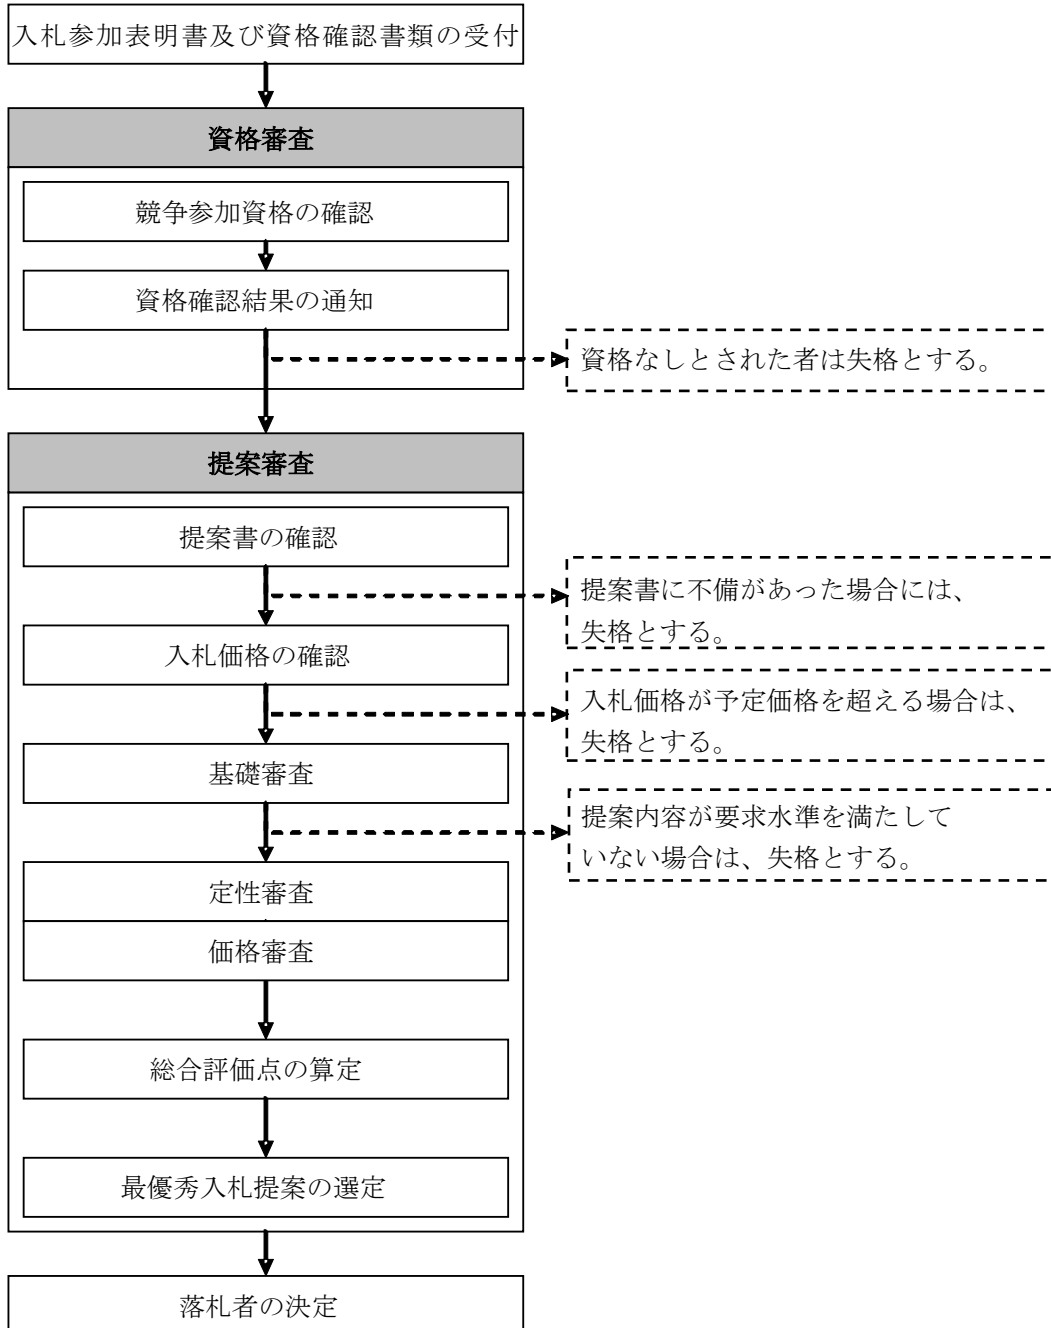 入札参加表明書及び資格確認書類の受付
資格審査
競争参加資格の確認
資格確認結果の通知
資格なしとされた者は失格とする。
提案審査
提案書の確認
提案書に不備があった場合には、
失格とする。
入札価格の確認
入札価格が予定価格を超える場合は、
失格とする。
基礎審査
提案内容が要求水準を満たして
いない場合は、失格とする。
定性審査
価格審査
総合評価点の算定
最優秀入札提案の選定
落札者の決定